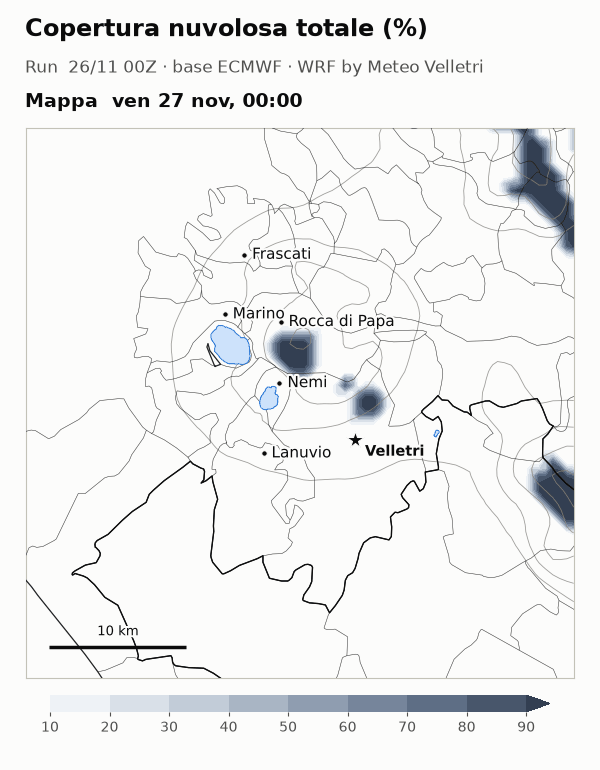 Copertura nuvolosa totale (%)
Run 26/11 00Z · base ECMWF · WRF by Meteo Velletri
Mappa ven 27 nov, 00:00
Frascati
Marino
Rocca di Papa
Nemi
Velletri
Lanuvio
10 km
10 20 30 40 50 60 70 80 90